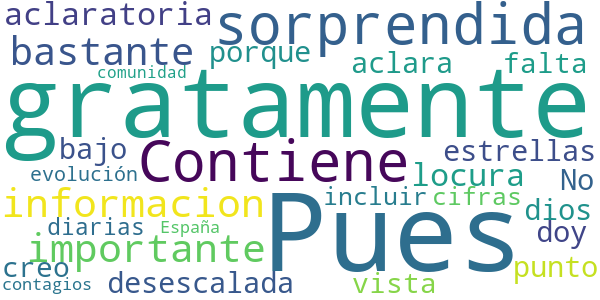 aclaratoria sorprendida
bastante porque aclara falta
comunidad
gratamente
bajo Contiene estrellas
evolución locura No
informacion incluir cifras dios
diarias España Pues doy
importante
creo desescalada vista punto
contagios